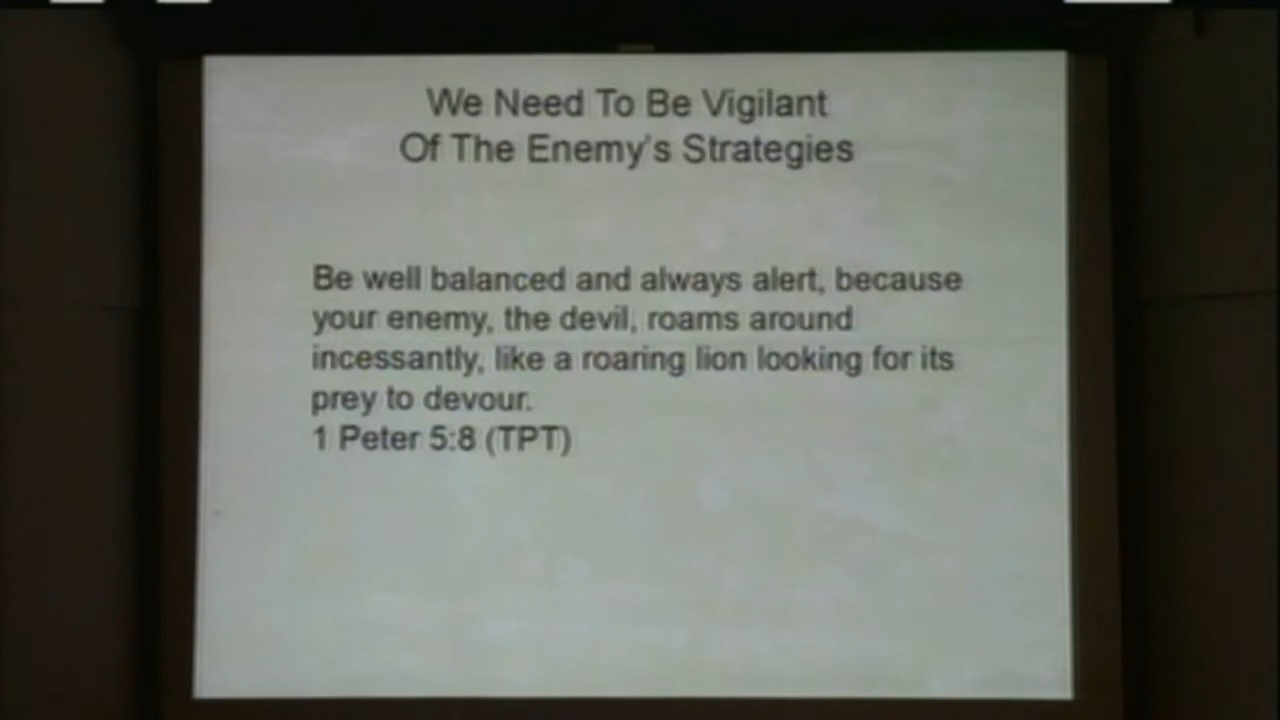 We Need To Be Vigilant
Of The Enemy's Strategies
Be well balanced and always alert, because
your enemy, the devil, roams around
incessantly, like a roaring lion looking for its
prey to devour.
1 Peter 5:8 (TPT)